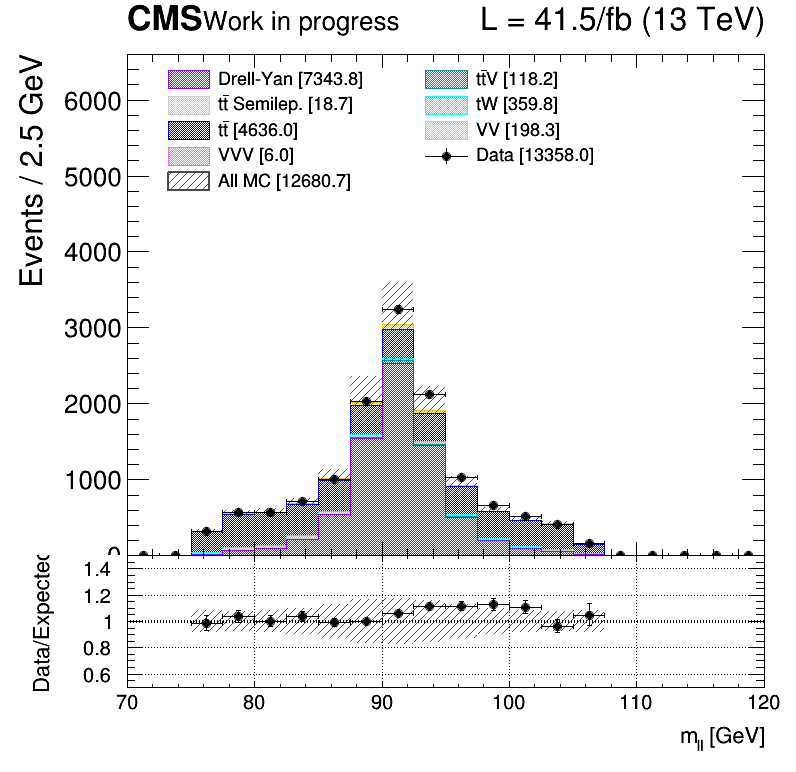 CMS Work in progress L = 41.5/fb (13 TeV)
Events / 2.5 GeV
6000
5000
4000
3000
2000
1000
0
Drell-Yan [7343.8]
tt̄ Semilep. [18.7]
tt̄ [4636.0]
VVV [6.0]
All MC [12680.7]
tt̄V [118.2]
tW [359.8]
VV [198.3]
Data [13358.0]
Data/Expected
1.4
1.2
1
0.8
0.6
70 80 90 100 110 120
m_ll [GeV]